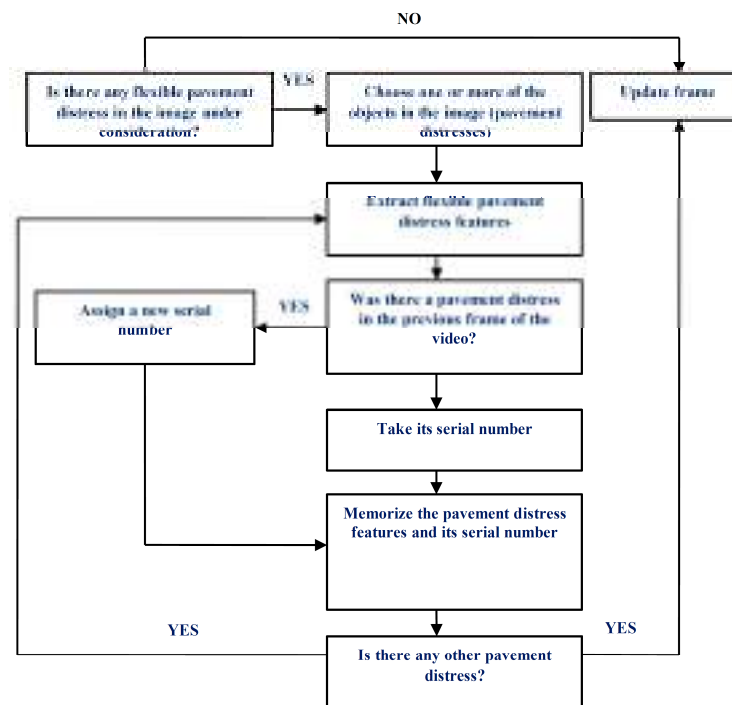 NO
Is there any flexible pavement
distress in the image under
consideration?
YES
Choose one or more of the
objects in the image (pavement
distresses)
Update frame
Extract flexible pavement
distress features
Assign a new serial
number
YES
Was there a pavement distress
in the previous frame of the
video?
Take its serial number
Memorize the pavement distress
features and its serial number
YES
Is there any other pavement
distress?
YES